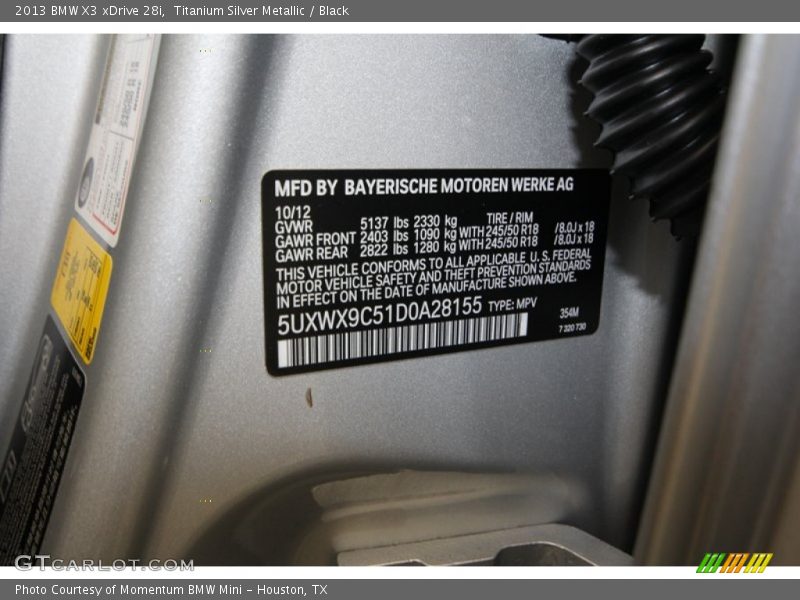 2013 BMW X3 xDrive 28i, Titanium Silver Metallic / Black
MFD BY BAYERISCHE MOTOREN WERKE AG
10/12
GVWR 5137 lbs 2330 kg TIRE / RIM
GAWR FRONT 2403 lbs 1090 kg WITH 245/50 R18 /8.0J x 18
GAWR REAR 2822 lbs 1280 kg WITH 245/50 R18 /8.0J x 18
THIS VEHICLE CONFORMS TO ALL APPLICABLE U. S. FEDERAL
MOTOR VEHICLE SAFETY AND THEFT PREVENTION STANDARDS
IN EFFECT ON THE DATE OF MANUFACTURE SHOWN ABOVE.
5UXWX9C51D0A28155 TYPE: MPV
354M
7 320 730
GTCARLOT.COM
Photo Courtesy of Momentum BMW Mini - Houston, TX